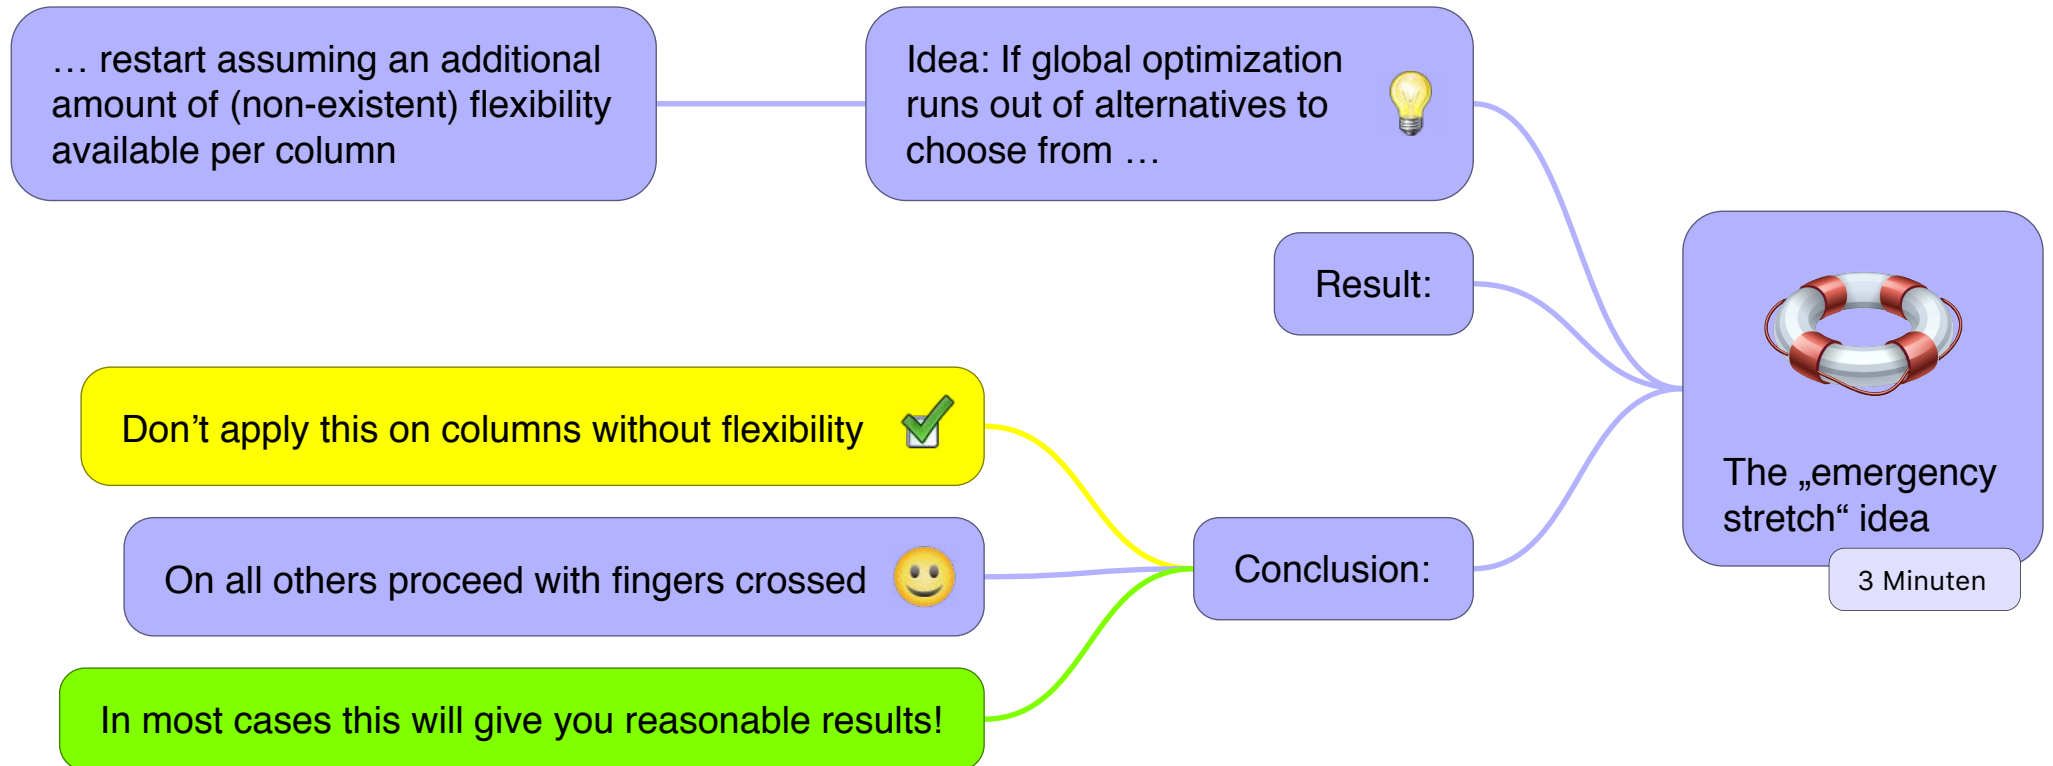 … restart assuming an additional
amount of (non-existent) flexibility
available per column
Idea: If global optimization
runs out of alternatives to
choose from …
Result:
Don’t apply this on columns without flexibility
On all others proceed with fingers crossed
In most cases this will give you reasonable results!
Conclusion:
The „emergency
stretch“ idea
3 Minuten